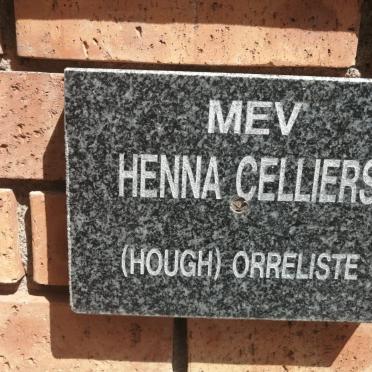 MEV
HENNA CELLIERS
(HOUGH) ORRELISTE